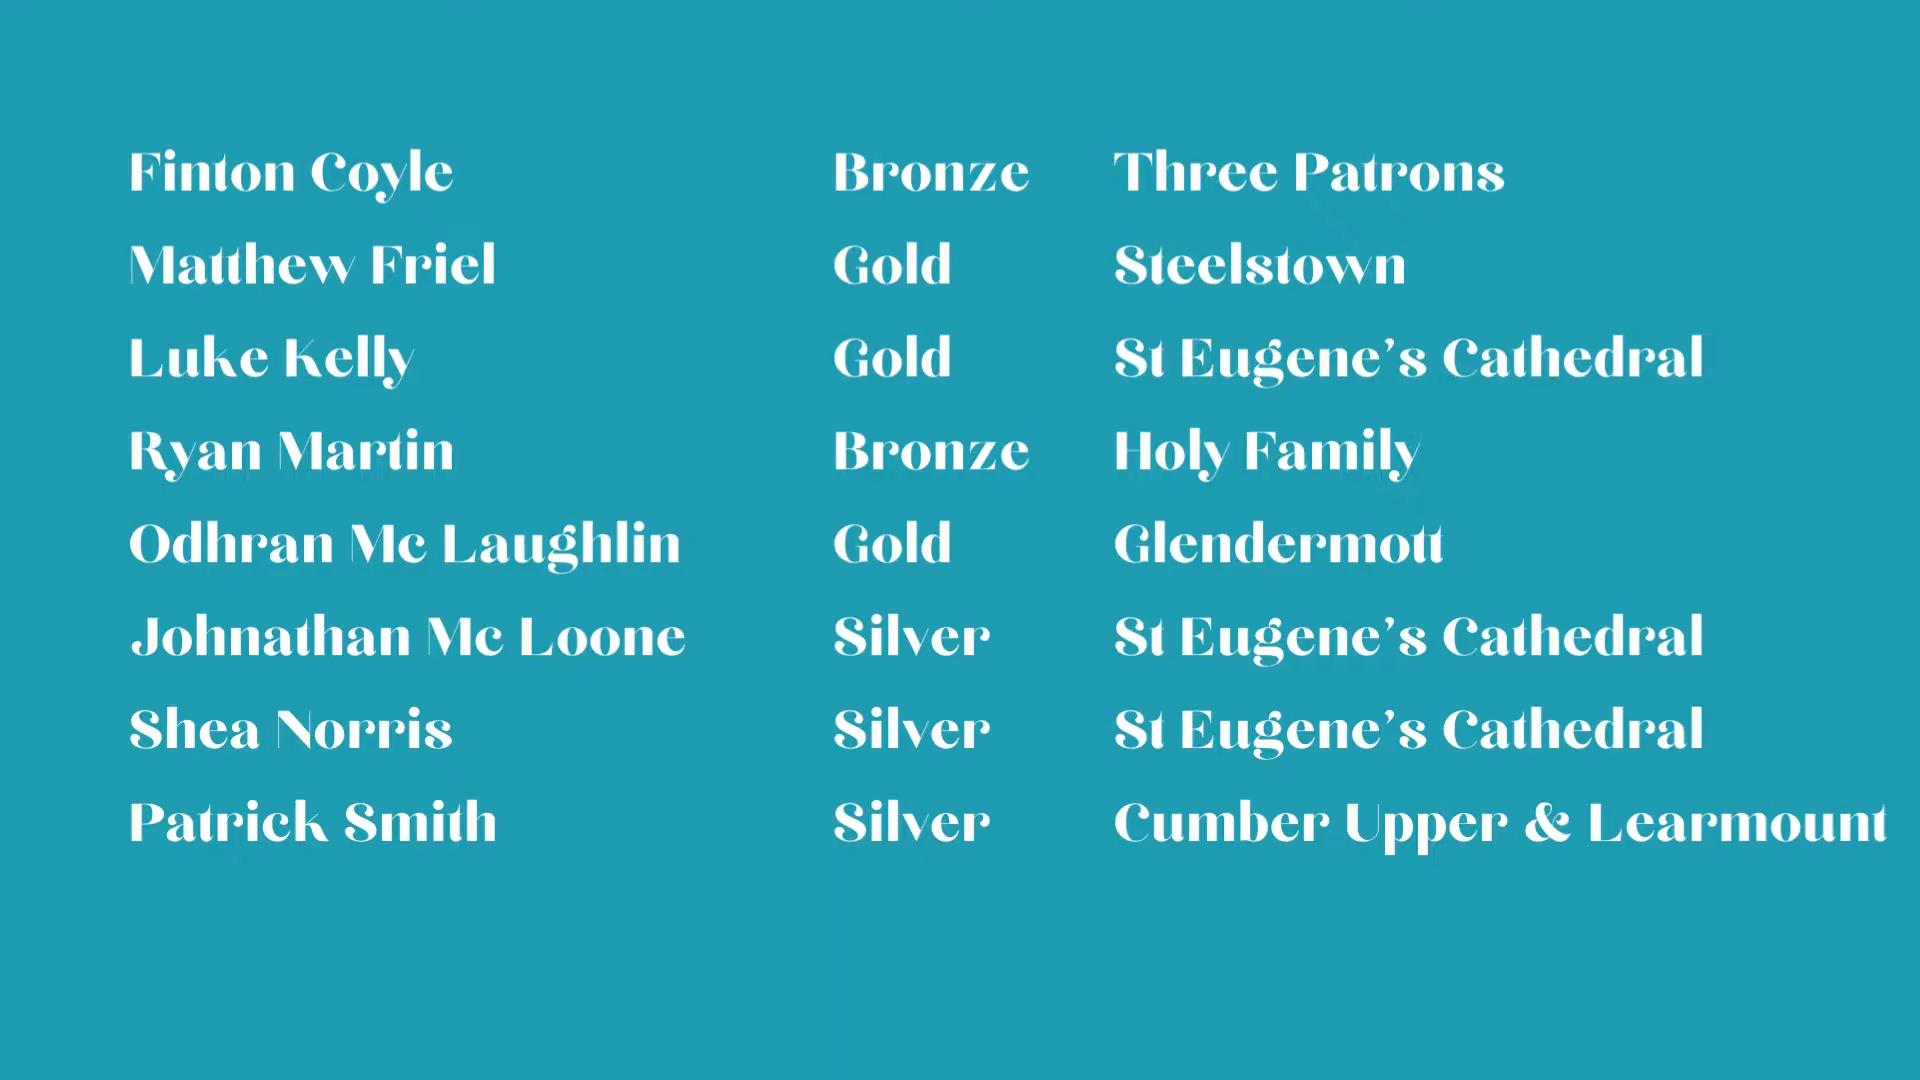 Finton Coyle Bronze Three Patrons
Matthew Friel Gold Steelstown
Luke Kelly Gold St Eugene’s Cathedral
Ryan Martin Bronze Holy Family
Odhran Mc Laughlin Gold Glendermott
Johnathan Mc Loone Silver St Eugene’s Cathedral
Shea Norris Silver St Eugene’s Cathedral
Patrick Smith Silver Cumber Upper & Learmount